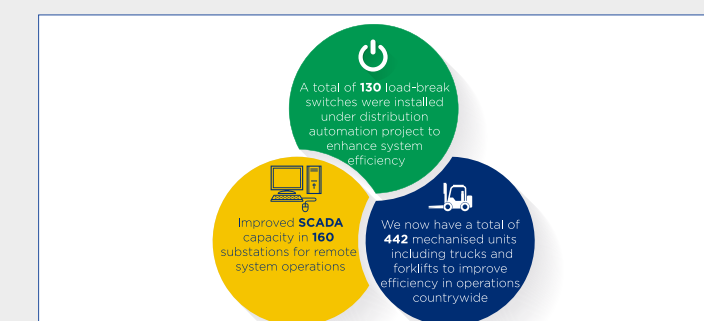 A total of 130 load-break
switches were installed
under distribution
automation project to
enhance system
efficiency
Improved SCADA
capacity in 160
substations for remote
system operations
We now have a total of
442 mechanised units
including trucks and
forklifts to improve
efficiency in operations
countrywide